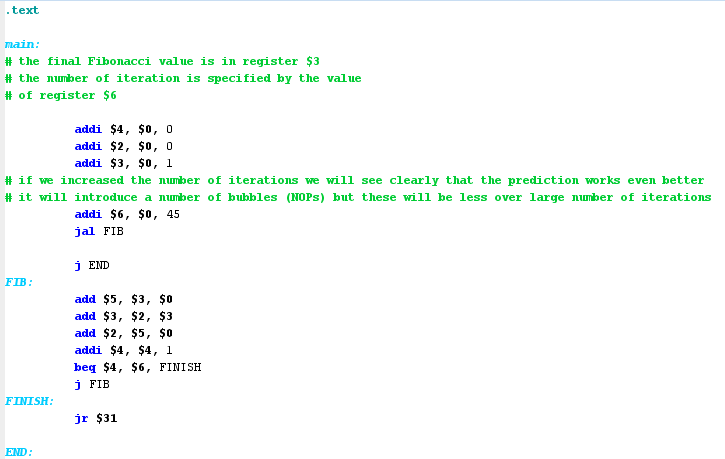 .text
main:
# the final Fibonacci value is in register $3
# the number of iteration is specified by the value
# of register $6
addi $4, $0, 0
addi $2, $0, 0
addi $3, $0, 1
# if we increased the number of iterations we will see clearly that the prediction works even better
# it will introduce a number of bubbles (NOPs) but these will be less over large number of iterations
addi $6, $0, 45
jal FIB
j END
FIB:
add $5, $3, $0
add $3, $2, $3
add $2, $5, $0
addi $4, $4, 1
beq $4, $6, FINISH
j FIB
FINISH:
jr $31
END: